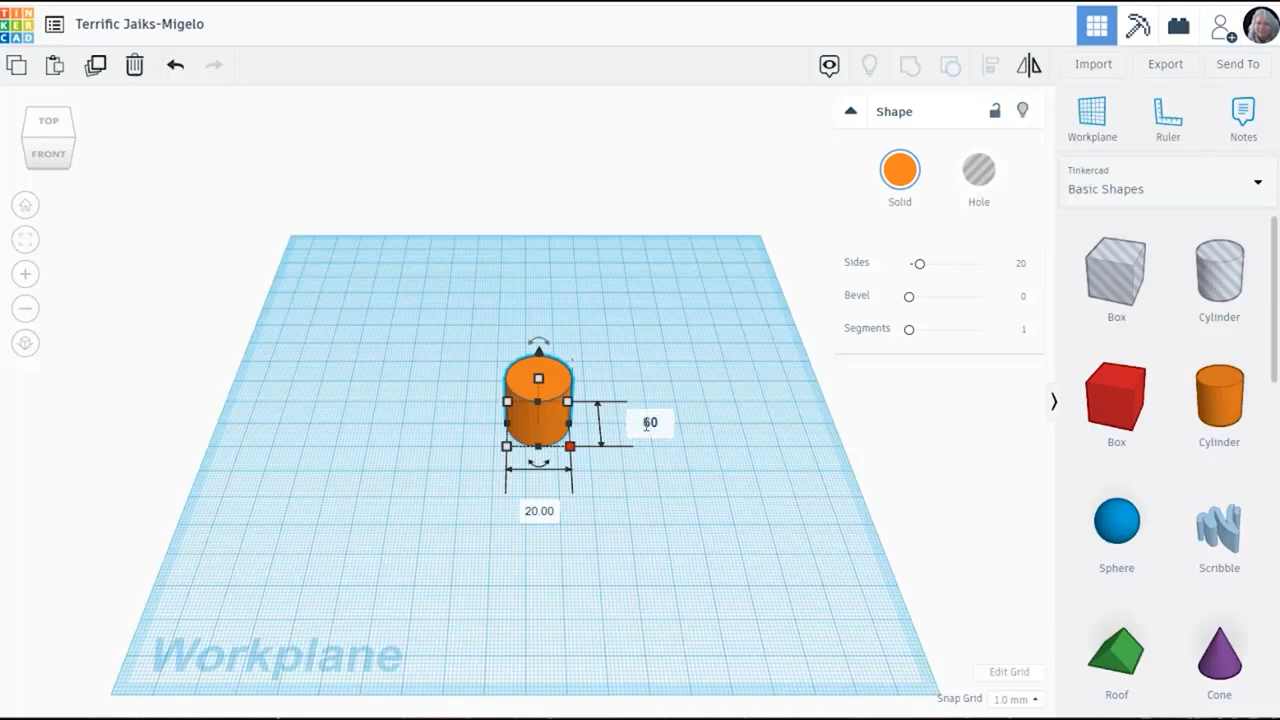 TIN
KER
CAD
Terrific Jaiks-Migelo
Import
Export
Send To
TOP
FRONT
Shape
Solid
Hole
Sides
20
Bevel
0
Segments
1
Workplane
Ruler
Notes
Tinkercad
Basic Shapes
Box
Cylinder
Box
Cylinder
Sphere
Scribble
Roof
Cone
60
20.00
Workplane
Edit Grid
Snap Grid
1.0 mm